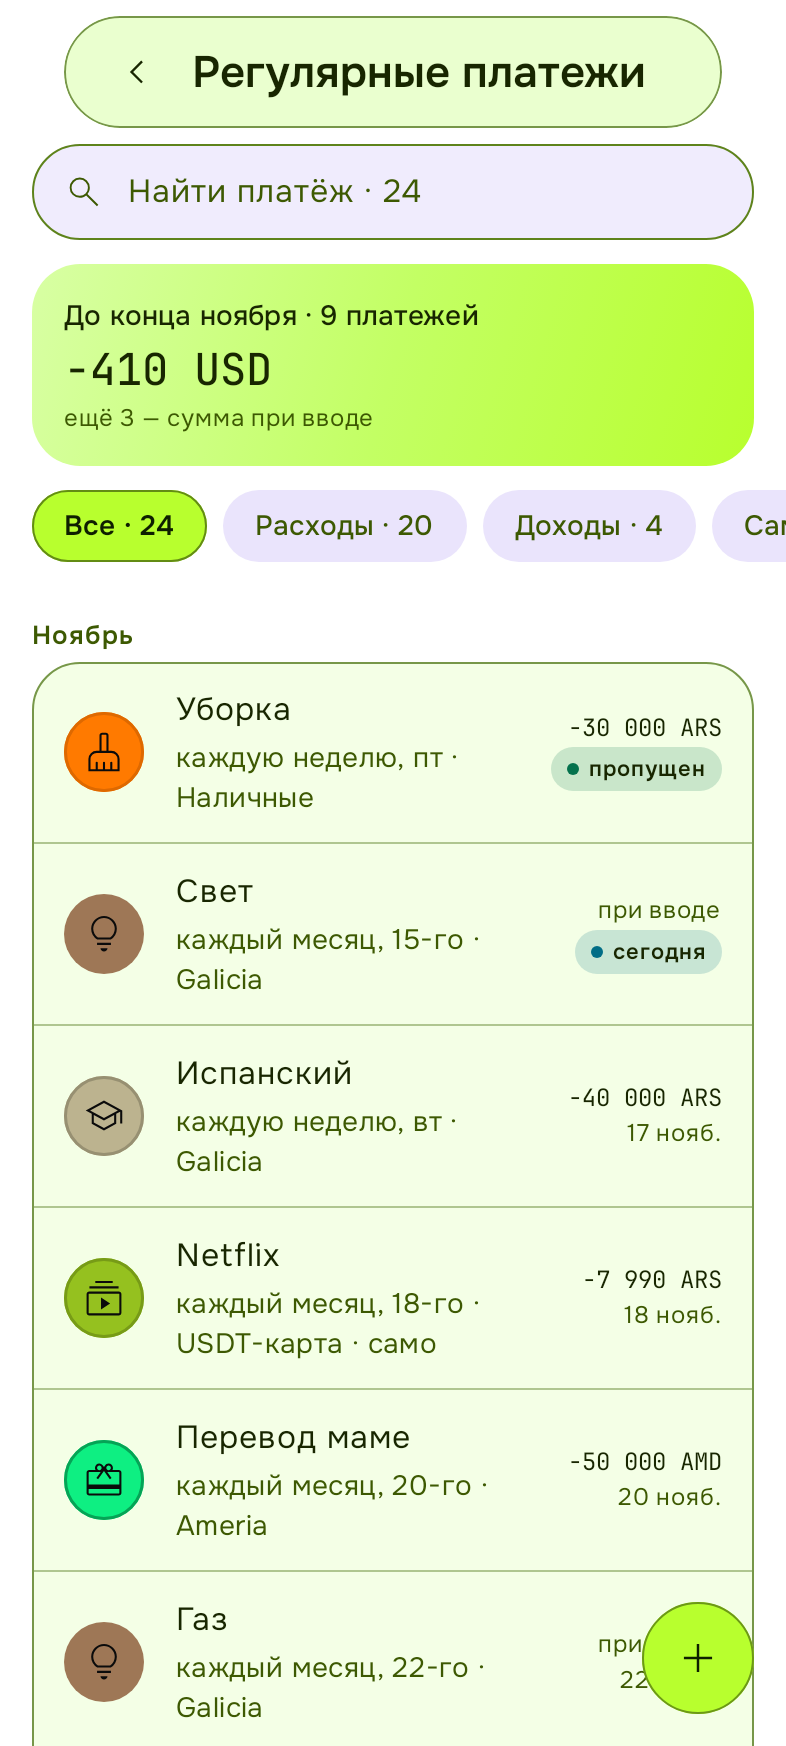 Регулярные платежи
Найти платёж · 24
До конца ноября · 9 платежей
-410 USD
ещё 3 — сумма при вводе
Все · 24
Расходы · 20
Доходы · 4
Ноябрь
Уборка
каждую неделю, пт ·
Наличные
-30 000 ARS
пропущен
Свет
каждый месяц, 15-го ·
Galicia
при вводе
сегодня
Испанский
каждую неделю, вт ·
Galicia
-40 000 ARS
17 нояб.
Netflix
каждый месяц, 18-го ·
USDT-карта · само
-7 990 ARS
18 нояб.
Перевод маме
каждый месяц, 20-го ·
Ameria
-50 000 AMD
20 нояб.
Газ
каждый месяц, 22-го ·
Galicia
при
22